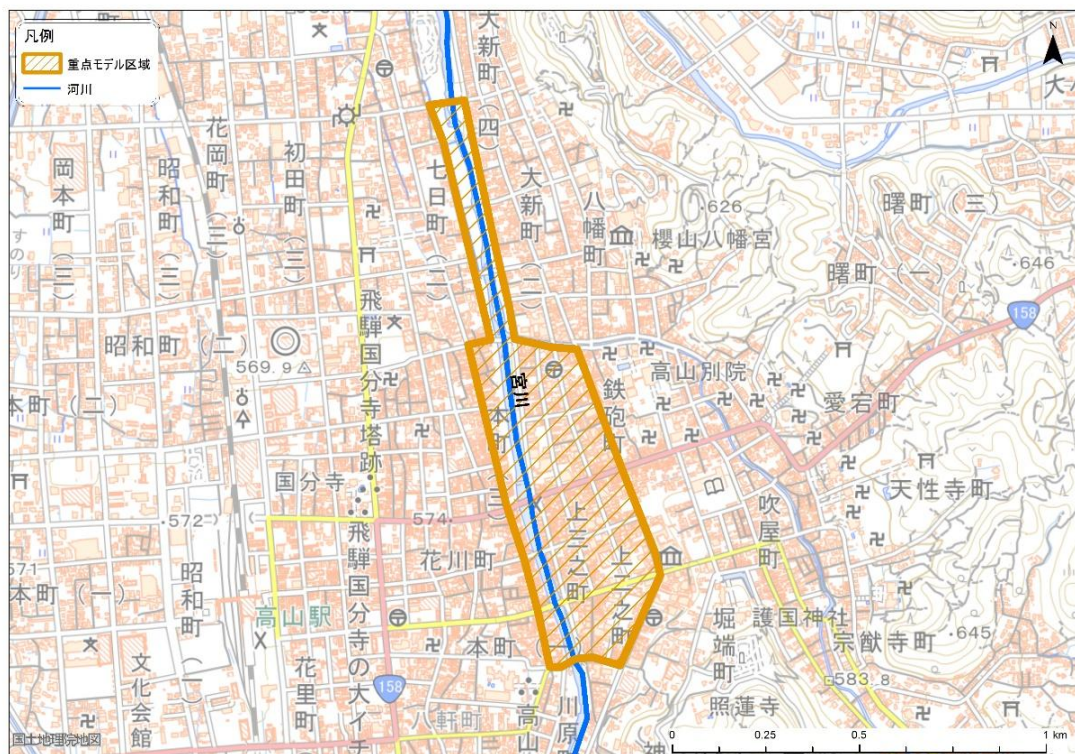 凡例
重点モデル区域
河川
N
大新町(四)
花岡町(三)
初田町(三)
岡本町(三)
昭和町(三)
七日町(二)
大新町(二)
八幡町
626
櫻山八幡宮
曙町(三)
曙町(一)
646
158
昭和町(二)
569.9
飛騨国分寺塔跡
宮川
本町(三)
鉄砲町
高山別院
愛宕町
本町(二)
国分寺
572
574
天性寺町
吹屋町
上三之町
上二之町
花川町
571
本町(一)
昭和町(一)
高山駅
飛騨国分寺の大イチ
本町
堀端町
護国神社
宗猷寺町
645
583.8
文化会館
花里町
158
八軒町
高山
川原町
照蓮寺
神
国土地理院地図
0
0.25
0.5
1 km